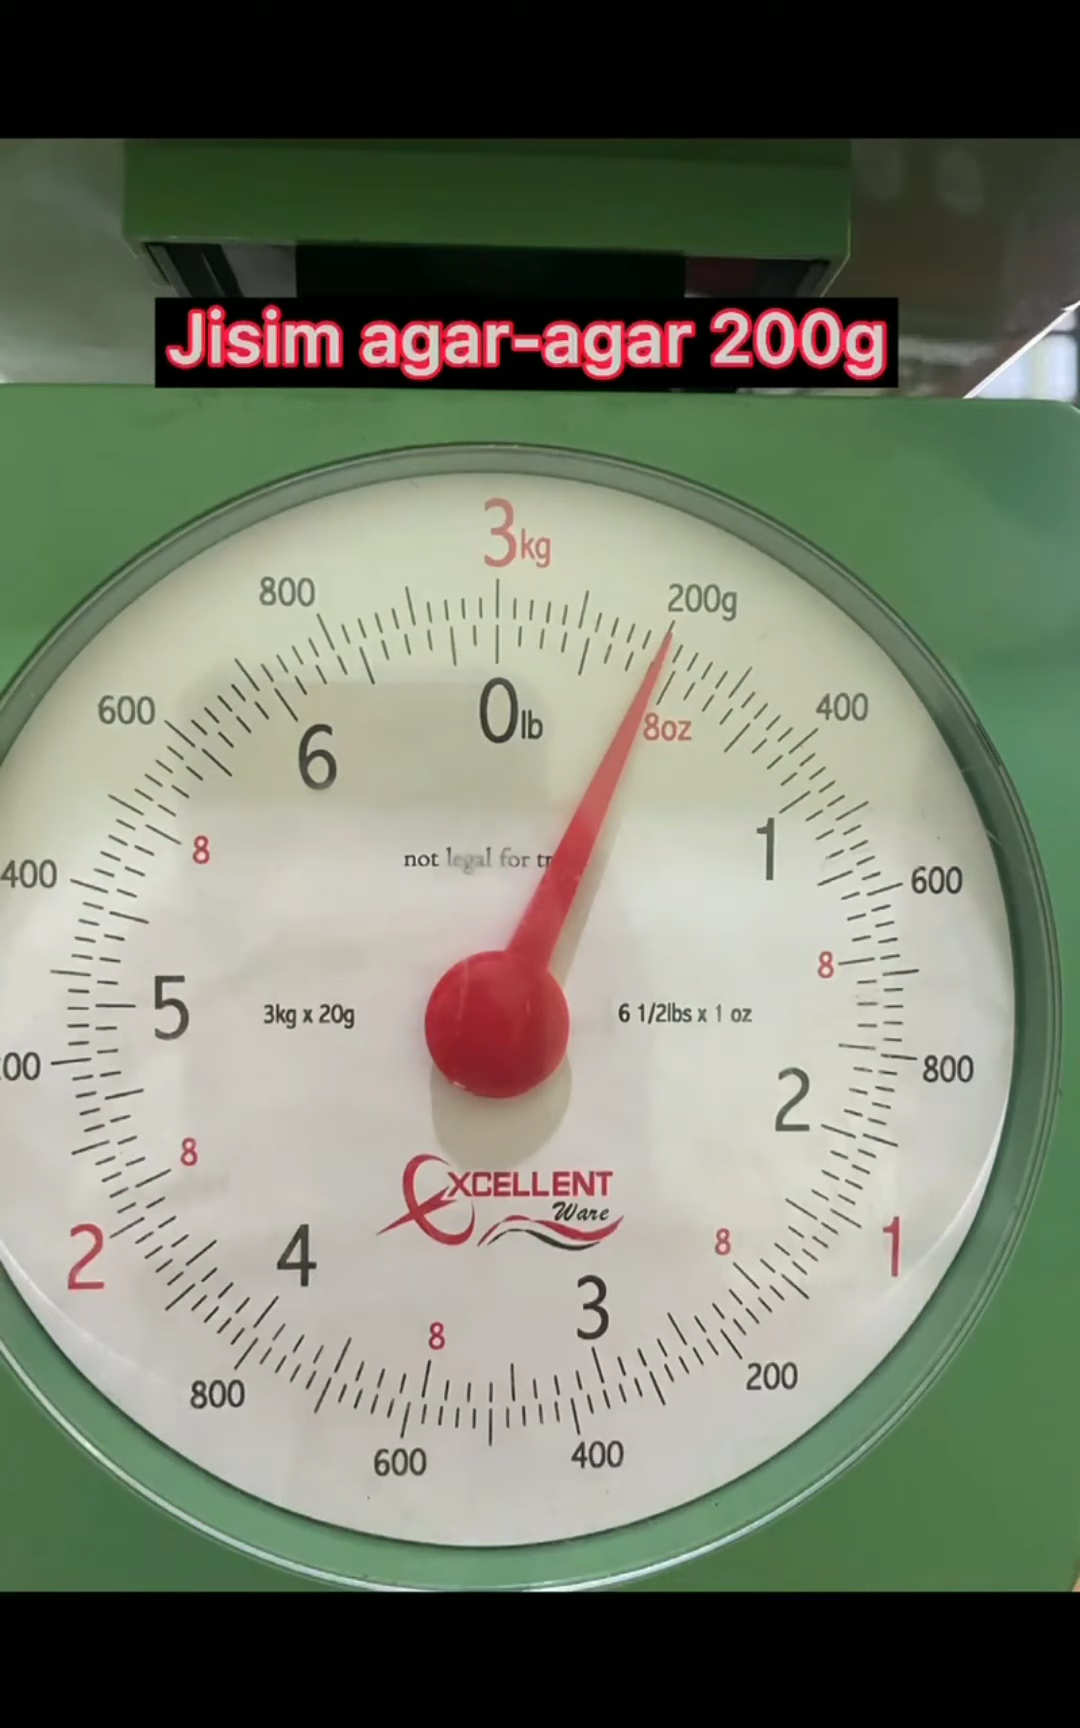 Jisim agar-agar 200g
3kg
800
200g
600
0lb
400
6
8oz
1
8
not legal for tr
400
600
8
5
3kg x 20g
6 1/2lbs x 1 oz
00
800
2
8
EXCELLENT
Ware
2
4
8
1
3
8
800
200
600
400